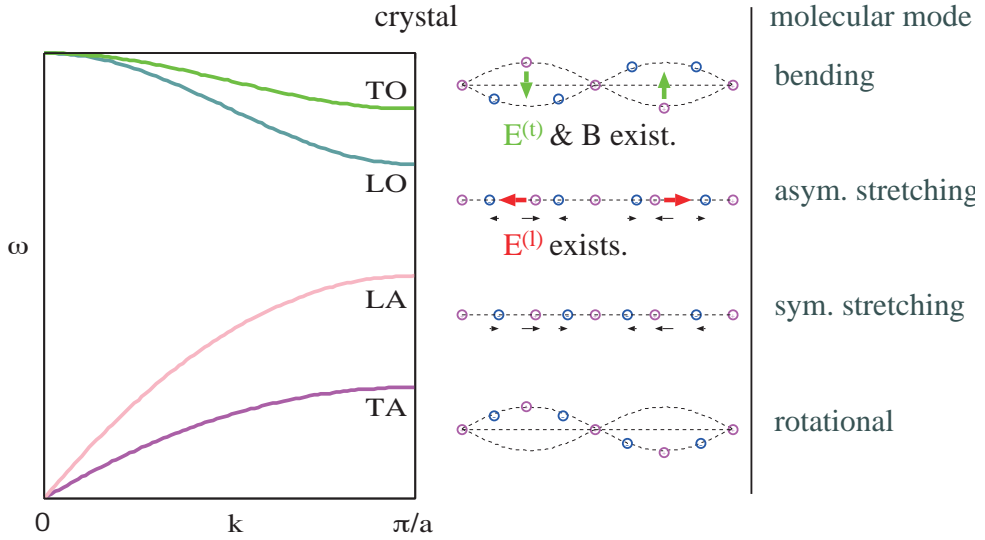 crystal
molecular mode
TO
bending
E(t) & B exist.
LO
asym. stretching
E(l) exists.
ω
LA
sym. stretching
TA
rotational
0
k
π/a